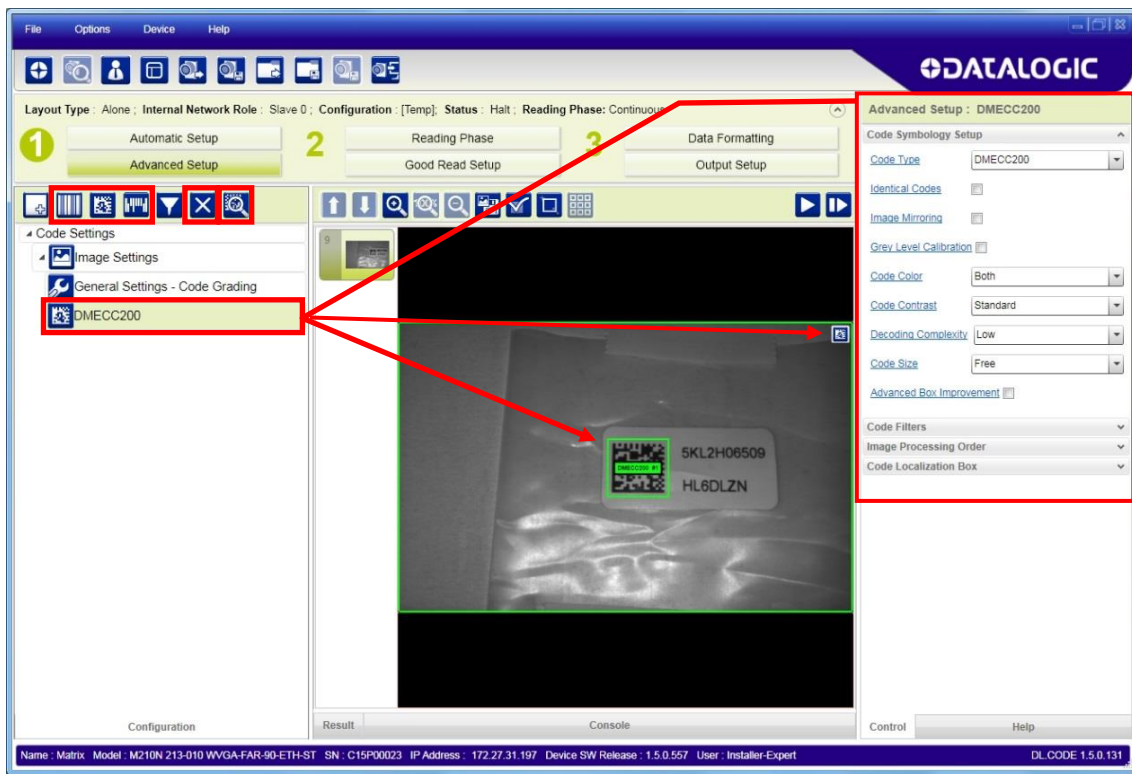 File Options Device Help
DATALOGIC
Layout Type : Alone ; Internal Network Role : Slave 0 ; Configuration : [Temp]; Status : Halt ; Reading Phase: Continuous
1 Automatic Setup 2 Reading Phase 3 Data Formatting
Advanced Setup Good Read Setup Output Setup
Code Settings
Image Settings
General Settings - Code Grading
DMECC200
9
5KL2H06509
DMECC200 #1
HL6DLZN
Advanced Setup : DMECC200
Code Symbology Setup
Code Type DMECC200
Identical Codes
Image Mirroring
Grey Level Calibration
Code Color Both
Code Contrast Standard
Decoding Complexity Low
Code Size Free
Advanced Box Improvement
Code Filters
Image Processing Order
Code Localization Box
Configuration Result Console Control Help
Name : Matrix Model : M210N 213-010 WVGA-FAR-90-ETH-ST SN : C15P00023 IP Address : 172.27.31.197 Device SW Release : 1.5.0.557 User : Installer-Expert DL.CODE 1.5.0.131